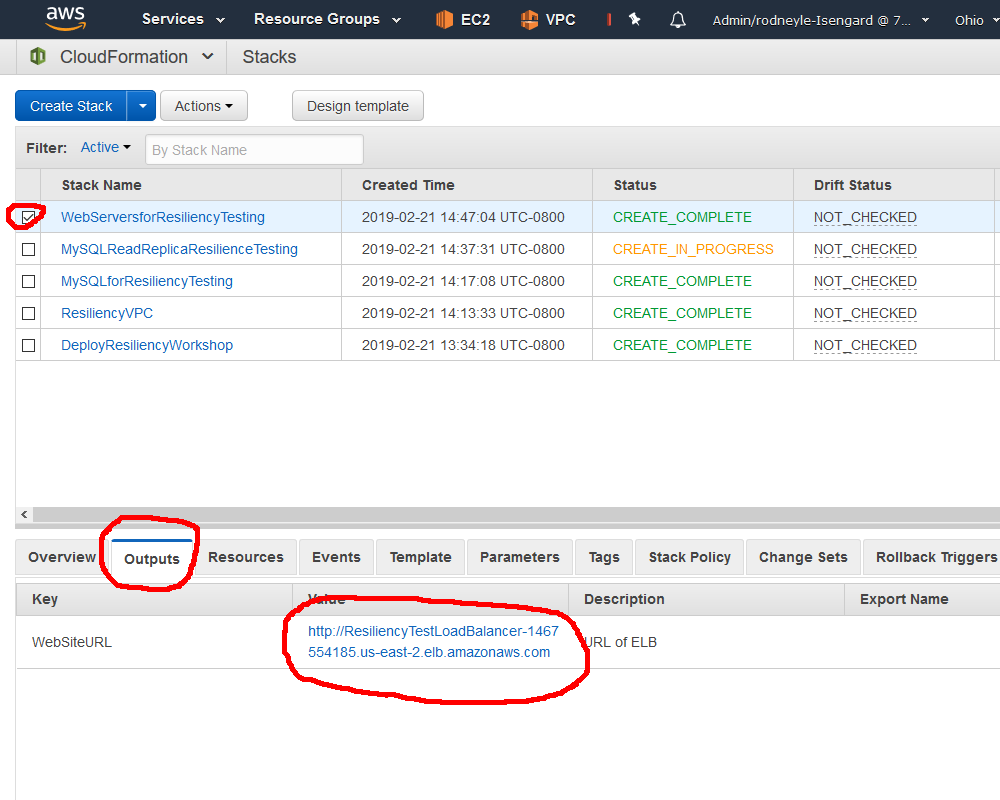 aws Services Resource Groups EC2 VPC Admin/rodneyle-Isengard @ 7... Ohio
CloudFormation Stacks
Create Stack Actions Design template
Filter: Active By Stack Name
Stack Name Created Time Status Drift Status
WebServersforResiliencyTesting 2019-02-21 14:47:04 UTC-0800 CREATE_COMPLETE NOT_CHECKED
MySQLReadReplicaResilienceTesting 2019-02-21 14:37:31 UTC-0800 CREATE_IN_PROGRESS NOT_CHECKED
MySQLforResiliencyTesting 2019-02-21 14:17:08 UTC-0800 CREATE_COMPLETE NOT_CHECKED
ResiliencyVPC 2019-02-21 14:13:33 UTC-0800 CREATE_COMPLETE NOT_CHECKED
DeployResiliencyWorkshop 2019-02-21 13:34:18 UTC-0800 CREATE_COMPLETE NOT_CHECKED
Overview Outputs Resources Events Template Parameters Tags Stack Policy Change Sets Rollback Triggers
Key Value Description Export Name
WebSiteURL http://ResiliencyTestLoadBalancer-1467 URL of ELB
554185.us-east-2.elb.amazonaws.com